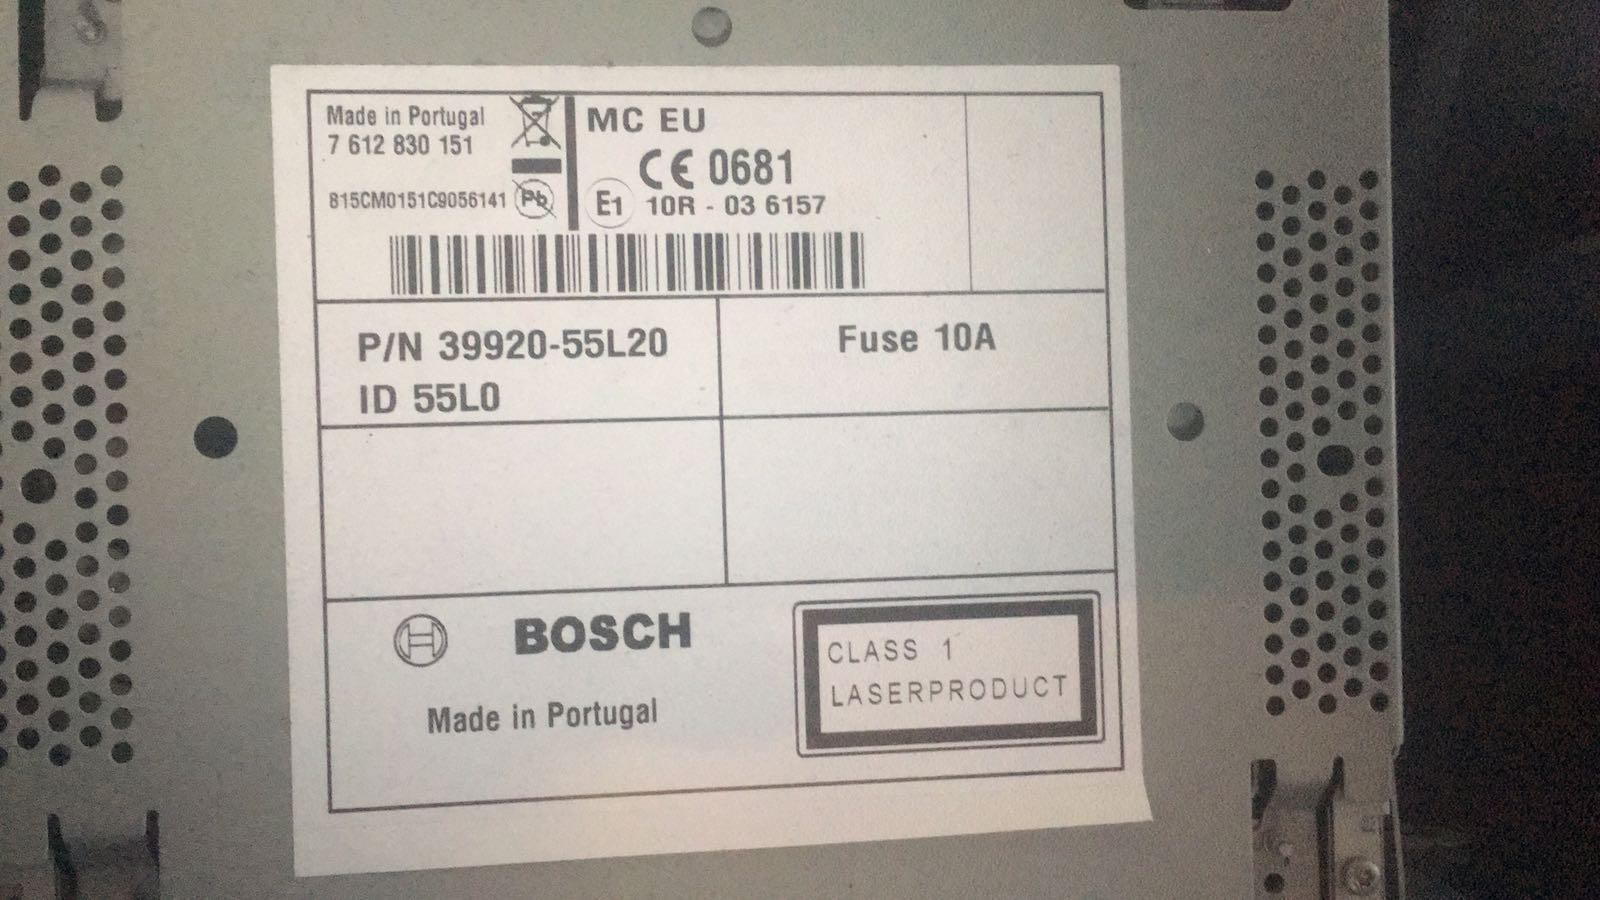 Made in Portugal
7 612 830 151
815CM0151C9056141
Pb
MC EU
CE 0681
E1 10R - 03 6157
P/N 39920-55L20
ID 55L0
Fuse 10A
BOSCH
Made in Portugal
CLASS 1
LASERPRODUCT